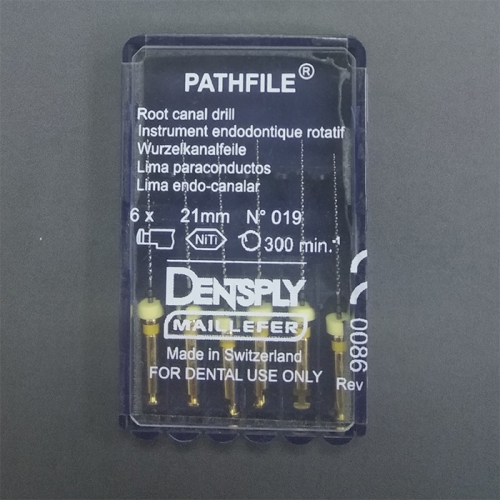 PATHFILE®
Root canal drill
Instrument endodontique rotatif
Wurzelkanalfeile
Lima paraconductos
Lima endo-canalar
6 x 21mm N° 019
NiTi 300 min.-1
DENTSPLY
MAILLEFER
Made in Switzerland
FOR DENTAL USE ONLY
0086
Rev